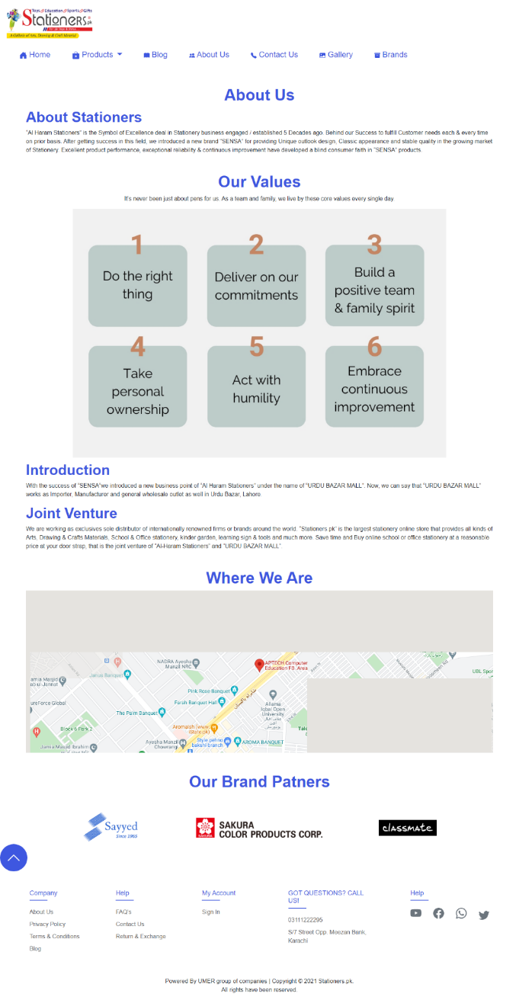 Toys Education Sports Gifts
Stationers.pk
A Galleria of Arts, Drawing & Craft Material
Home Products Blog About Us Contact Us Gallery Brands
About Us
About Stationers
"Al Haram Stationers" is the Symbol of Excellence deal in Stationery business engaged / established 5 Decades ago. Behind our Success to fulfill Customer needs each & every time
on prior basis. After getting success in this field, we introduced a new brand "SENSA" for providing Unique outlook design, Classic appearance and stable quality in the growing market
of Stationery. Excellent product performance, exceptional reliability & continuous improvement have developed a blind consumer faith in "SENSA" products.
Our Values
It's never been just about pens for us. As a team and family, we live by these core values every single day.
1
Do the right
thing
2
Deliver on our
commitments
3
Build a
positive team
& family spirit
4
Take
personal
ownership
5
Act with
humility
6
Embrace
continuous
improvement
Introduction
With the success of "SENSA"we introduced a new business point of "Al Haram Stationers" under the name of "URDU BAZAR MALL". Now, we can say that "URDU BAZAR MALL"
works as Importer, Manufacturer and general wholesale outlet as well in Urdu Bazar, Lahore.
Joint Venture
We are working as exclusives sole distributor of internationally renowned firms or brands around the world. "Stationers.pk" is the largest stationery online store that provides all kinds of
Arts, Drawing & Crafts Materials, School & Office stationery, kinder garden, learning sign & tools and much more. Save time and Buy online school or office stationery at a reasonable
price at your door strap, that is the joint venture of "Al-Haram Stationers" and "URDU BAZAR MALL".
Where We Are
NADRA Ayesha
Manzil NRC
APTECH Computer
Education FB .Area
UBL Spor
Janus Banquet
amia Masjid
abiul Jannat
Pink Rose Banquet
Farah Banquet Hall
ureForce Global
The Palm Banquet
شاہراہ پاکستان
Allama
Iqbal Open
University
Aromaish (www.
iState.pk)
Block 6 Park 2
Tale
Style pehno
bakshi branch
AROMA BANQUET
Ayesha Manzil
Chowrangi
Jamia Masjid Ibrahim
Our Brand Patners
Sayyed
Since 1965
SAKURA
SAKURA
COLOR PRODUCTS CORP.
classmate
Company
About Us
Privacy Policy
Terms & Conditions
Blog
Help
FAQ's
Contact Us
Return & Exchange
My Account
Sign In
GOT QUESTIONS? CALL
US!
03111222295
S/7 Street Opp. Meezan Bank,
Karachi
Help
Powered By UMER group of companies | Copyright © 2021 Stationers.pk.
All rights have been reserved.